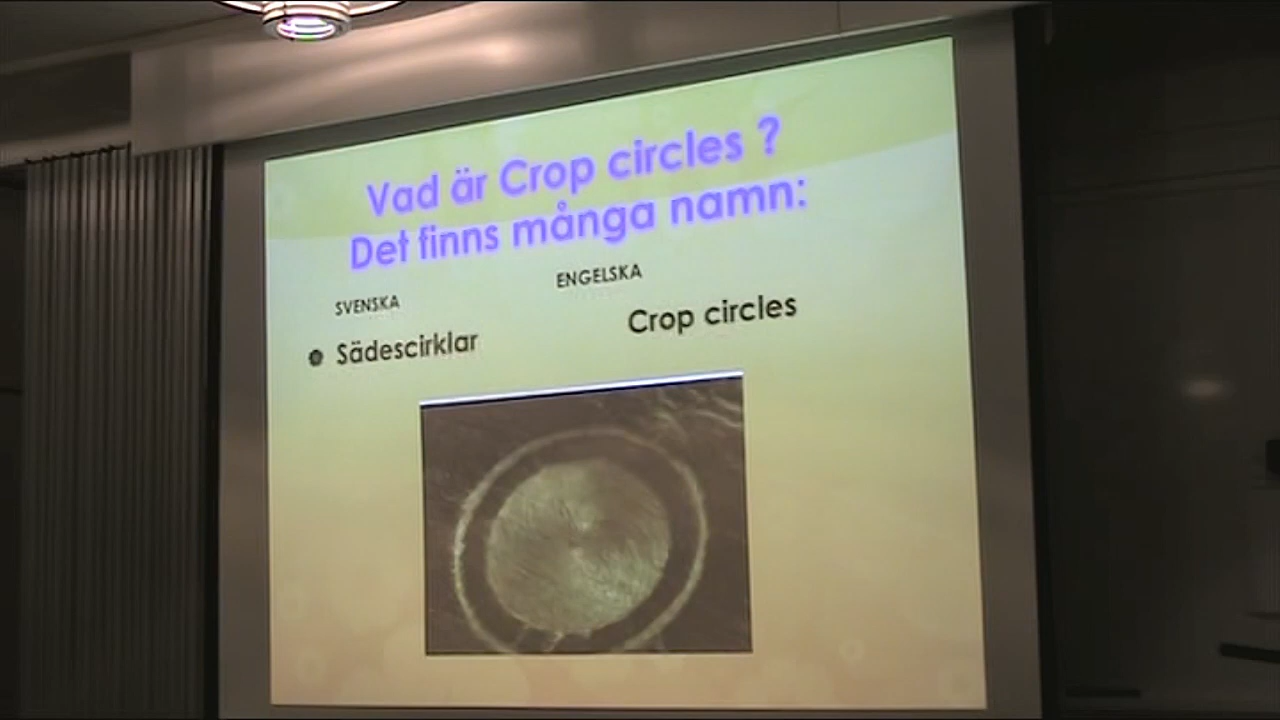 Vad är Crop circles ?
Det finns många namn:
SVENSKA
ENGELSKA
Sädescirklar
Crop circles